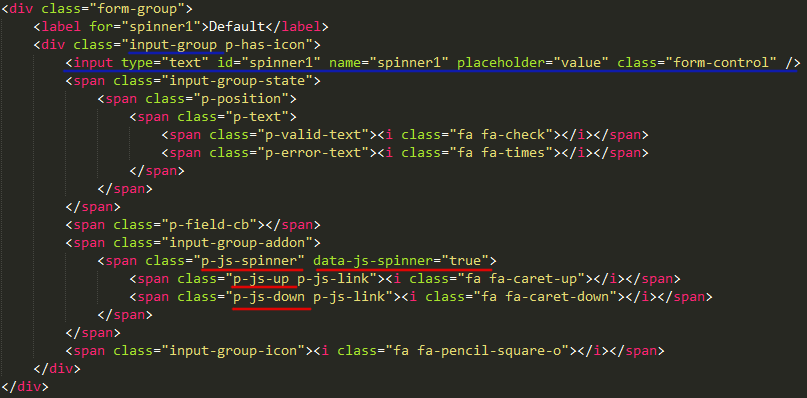 <div class="form-group">
<label for="spinner1">Default</label>
<div class="input-group p-has-icon">
<input type="text" id="spinner1" name="spinner1" placeholder="value" class="form-control" />
<span class="input-group-state">
<span class="p-position">
<span class="p-text">
<span class="p-valid-text"><i class="fa fa-check"></i></span>
<span class="p-error-text"><i class="fa fa-times"></i></span>
</span>
</span>
</span>
<span class="p-field-cb"></span>
<span class="input-group-addon">
<span class="p-js-spinner" data-js-spinner="true">
<span class="p-js-up p-js-link"><i class="fa fa-caret-up"></i></span>
<span class="p-js-down p-js-link"><i class="fa fa-caret-down"></i></span>
</span>
</span>
<span class="input-group-icon"><i class="fa fa-pencil-square-o"></i></span>
</div>
</div>